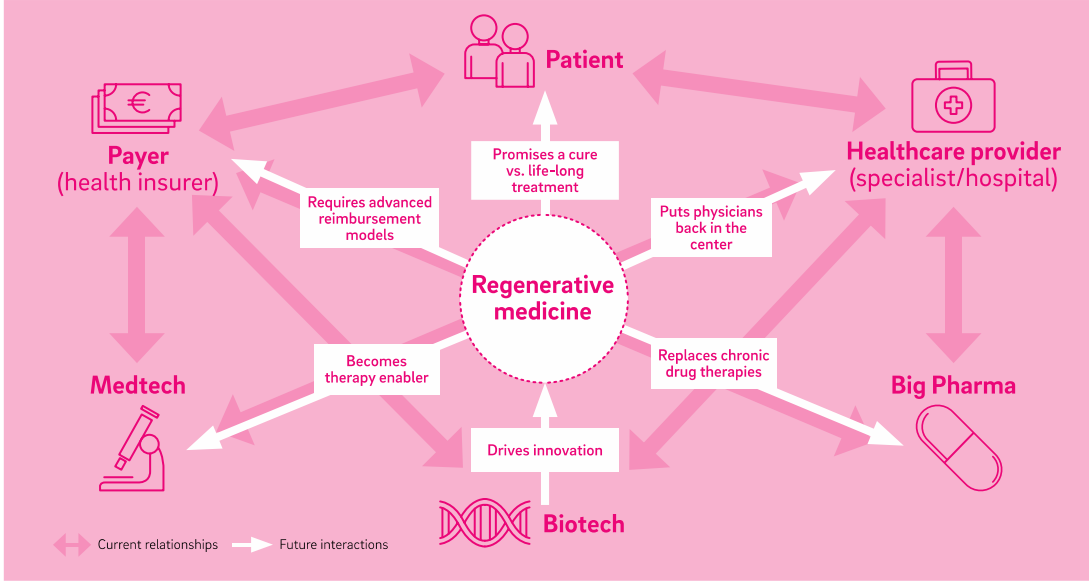 Patient
€
Payer
(health insurer)
Healthcare provider
(specialist/hospital)
Promises a cure
vs. life-long
treatment
Requires advanced
reimbursement
models
Puts physicians
back in the
center
Regenerative
medicine
Becomes
therapy enabler
Replaces chronic
drug therapies
Medtech
Big Pharma
Drives innovation
Biotech
Current relationships
Future interactions